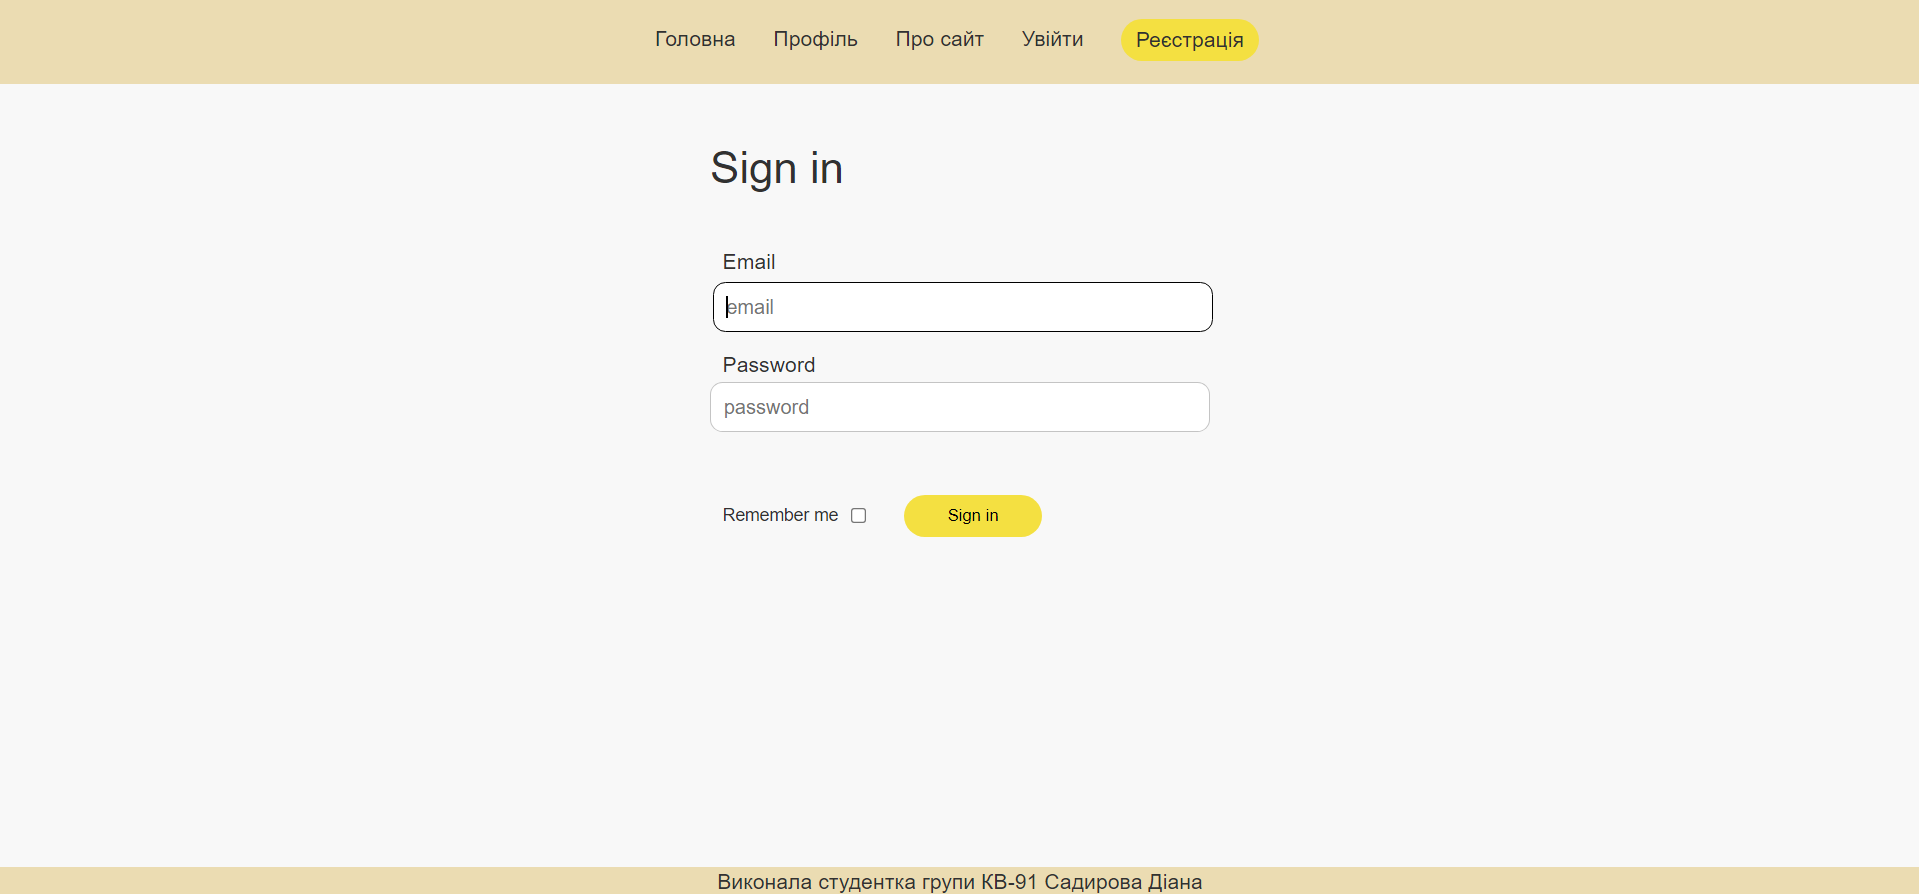 Головна Профіль Про сайт Увійти Реєстрація
Sign in
Email
email
Password
password
Remember me Sign in
Виконала студентка групи КВ-91 Садирова Діана